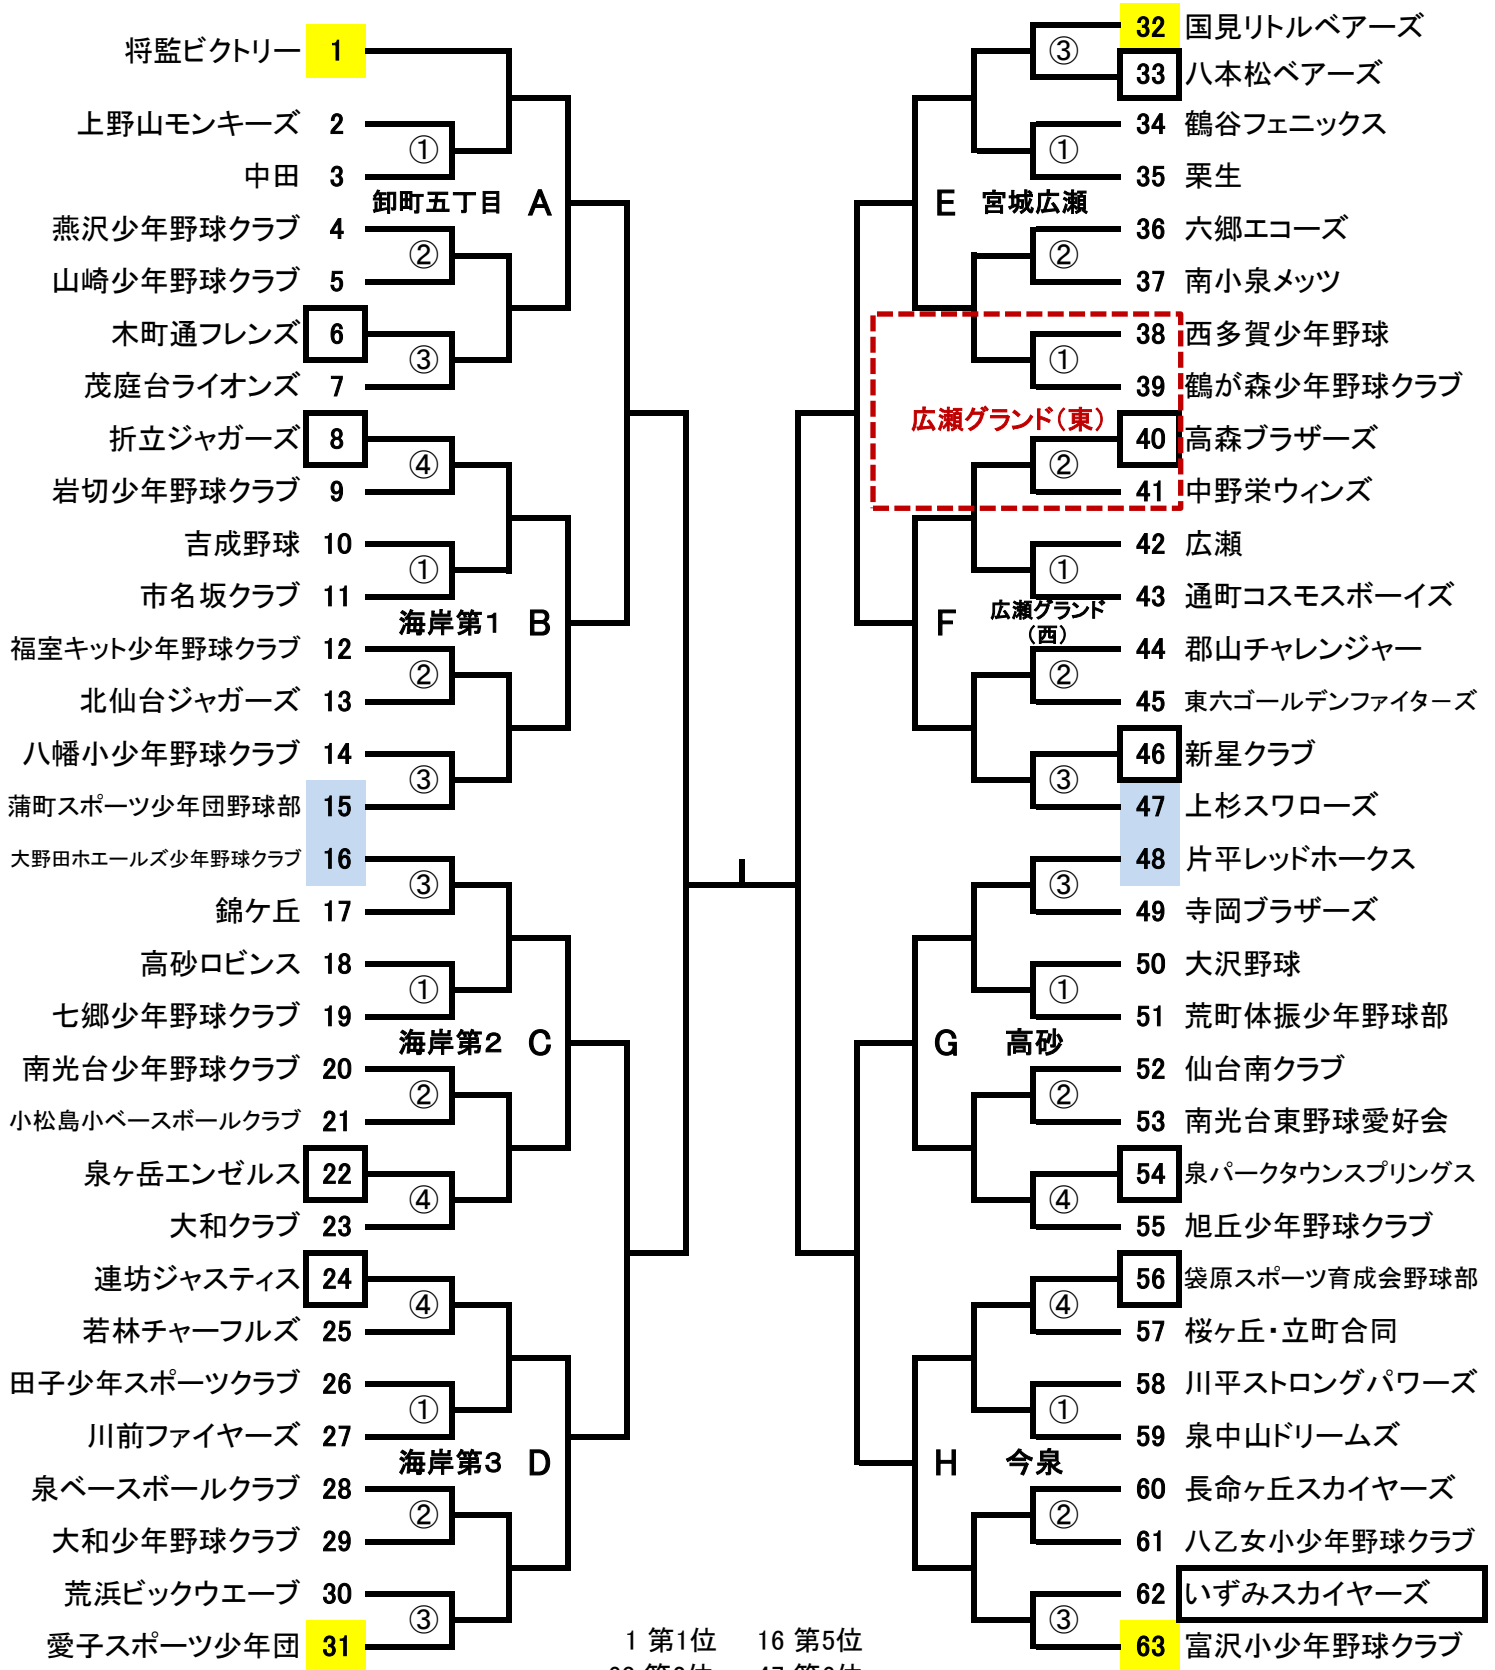 将監ビクトリー 1
上野山モンキーズ 2
①
中田 3
卸町五丁目 A
燕沢少年野球クラブ 4
②
山崎少年野球クラブ 5
木町通フレンズ 6
③
茂庭台ライオンズ 7
折立ジャガーズ 8
④
岩切少年野球クラブ 9
吉成野球 10
①
市名坂クラブ 11
海岸第1 B
福室キット少年野球クラブ 12
②
北仙台ジャガーズ 13
八幡小少年野球クラブ 14
③
蒲町スポーツ少年団野球部 15
大野田ホエールズ少年野球クラブ 16
③
錦ケ丘 17
高砂ロビンス 18
①
七郷少年野球クラブ 19
海岸第2 C
南光台少年野球クラブ 20
②
小松島小ベースボールクラブ 21
泉ヶ岳エンゼルス 22
④
大和クラブ 23
連坊ジャスティス 24
④
若林チャーフルズ 25
田子少年スポーツクラブ 26
①
川前ファイヤーズ 27
海岸第3 D
泉ベースボールクラブ 28
②
大和少年野球クラブ 29
荒浜ビックウエーブ 30
③
愛子スポーツ少年団 31
32 国見リトルベアーズ
③
33 八本松ベアーズ
34 鶴谷フェニックス
①
35 栗生
E 宮城広瀬
36 六郷エコーズ
②
37 南小泉メッツ
38 西多賀少年野球
①
39 鶴が森少年野球クラブ
広瀬グランド(東)
40 高森ブラザーズ
②
41 中野栄ウィンズ
42 広瀬
①
43 通町コスモスボーイズ
F 広瀬グランド
(西)
44 郡山チャレンジャー
②
45 東六ゴールデンファイターズ
46 新星クラブ
③
47 上杉スワローズ
48 片平レッドホークス
③
49 寺岡ブラザーズ
50 大沢野球
①
51 荒町体振少年野球部
G 高砂
52 仙台南クラブ
②
53 南光台東野球愛好会
54 泉パークタウンスプリングス
④
55 旭丘少年野球クラブ
56 袋原スポーツ育成会野球部
④
57 桜ヶ丘・立町合同
58 川平ストロングパワーズ
①
59 泉中山ドリームズ
H 今泉
60 長命ヶ丘スカイヤーズ
②
61 八乙女小少年野球クラブ
62 いずみスカイヤーズ
③
63 富沢小少年野球クラブ
1 第1位 16 第5位